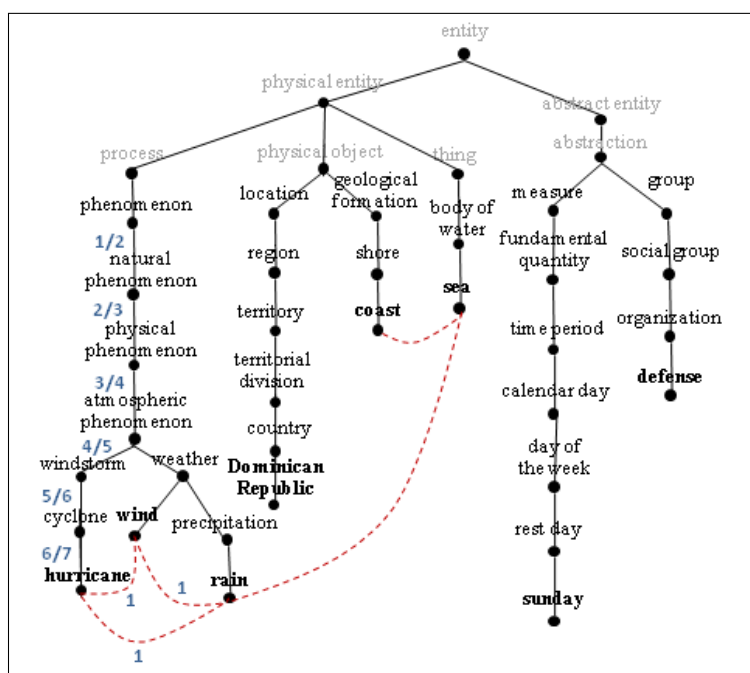 entity
physical entity
abstract entity
process
physical object
thing
abstraction
phenomenon
location
geological
formation
body of
water
measure
group
1/2
natural
phenomenon
region
shore
fundamental
quantity
social group
sea
2/3
physical
phenomenon
territory
coast
time period
organization
3/4
atmospheric
phenomenon
territorial
division
calendar day
defense
4/5
windstorm
weather
country
day of
the week
5/6
cyclone
wind
precipitation
Dominican
Republic
rest day
6/7
hurricane
rain
sunday
1
1
1